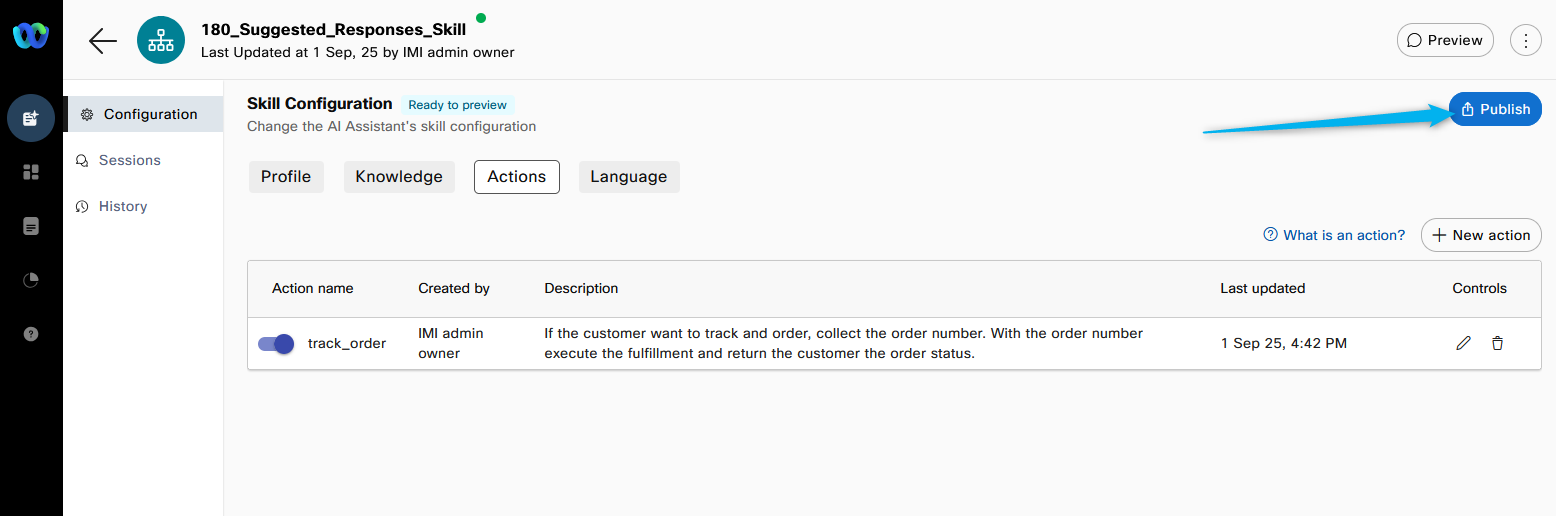 180_Suggested_Responses_Skill
Last Updated at 1 Sep, 25 by IMI admin owner
Preview
Configuration
Sessions
History
Skill Configuration Ready to preview
Change the AI Assistant's skill configuration
Publish
Profile Knowledge Actions Language
What is an action? New action
Action name Created by Description Last updated Controls
track_order IMI admin owner If the customer want to track and order, collect the order number. With the order number
execute the fulfillment and return the customer the order status. 1 Sep 25, 4:42 PM